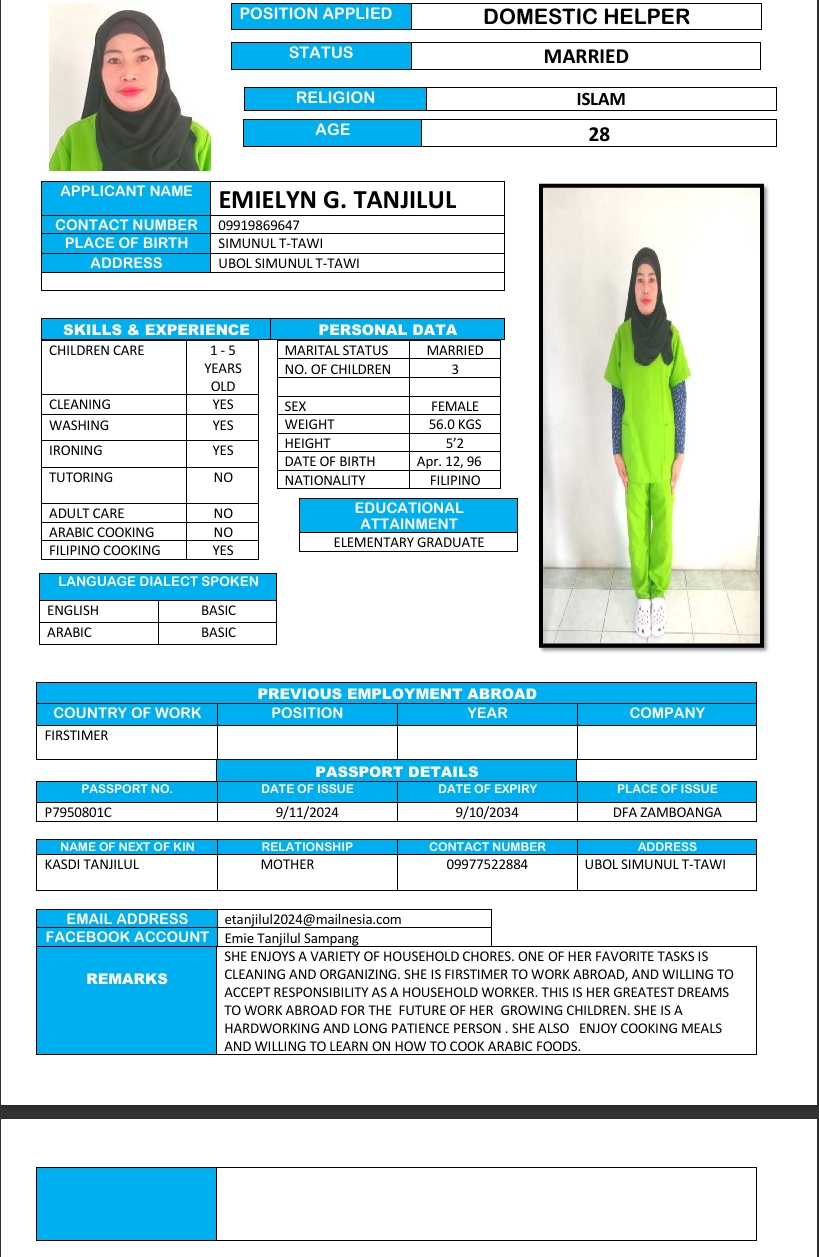 POSITION APPLIED DOMESTIC HELPER
STATUS MARRIED
RELIGION ISLAM
AGE 28
APPLICANT NAME EMIELYN G. TANJILUL
CONTACT NUMBER 09919869647
PLACE OF BIRTH SIMUNUL T-TAWI
ADDRESS UBOL SIMUNUL T-TAWI
SKILLS & EXPERIENCE PERSONAL DATA
CHILDREN CARE 1 - 5
YEARS
OLD
CLEANING YES
WASHING YES
IRONING YES
TUTORING NO
ADULT CARE NO
ARABIC COOKING NO
FILIPINO COOKING YES
MARITAL STATUS MARRIED
NO. OF CHILDREN 3
SEX FEMALE
WEIGHT 56.0 KGS
HEIGHT 5’2
DATE OF BIRTH Apr. 12, 96
NATIONALITY FILIPINO
EDUCATIONAL
ATTAINMENT
ELEMENTARY GRADUATE
LANGUAGE DIALECT SPOKEN
ENGLISH BASIC
ARABIC BASIC
PREVIOUS EMPLOYMENT ABROAD
COUNTRY OF WORK POSITION YEAR COMPANY
FIRSTIMER
PASSPORT DETAILS
PASSPORT NO. DATE OF ISSUE DATE OF EXPIRY PLACE OF ISSUE
P7950801C 9/11/2024 9/10/2034 DFA ZAMBOANGA
NAME OF NEXT OF KIN RELATIONSHIP CONTACT NUMBER ADDRESS
KASDI TANJILUL MOTHER 09977522884 UBOL SIMUNUL T-TAWI
EMAIL ADDRESS etanjilul2024@mailnesia.com
FACEBOOK ACCOUNT Emie Tanjilul Sampang
REMARKS
SHE ENJOYS A VARIETY OF HOUSEHOLD CHORES. ONE OF HER FAVORITE TASKS IS
CLEANING AND ORGANIZING. SHE IS FIRSTIMER TO WORK ABROAD, AND WILLING TO
ACCEPT RESPONSIBILITY AS A HOUSEHOLD WORKER. THIS IS HER GREATEST DREAMS
TO WORK ABROAD FOR THE FUTURE OF HER GROWING CHILDREN. SHE IS A
HARDWORKING AND LONG PATIENCE PERSON . SHE ALSO ENJOY COOKING MEALS
AND WILLING TO LEARN ON HOW TO COOK ARABIC FOODS.